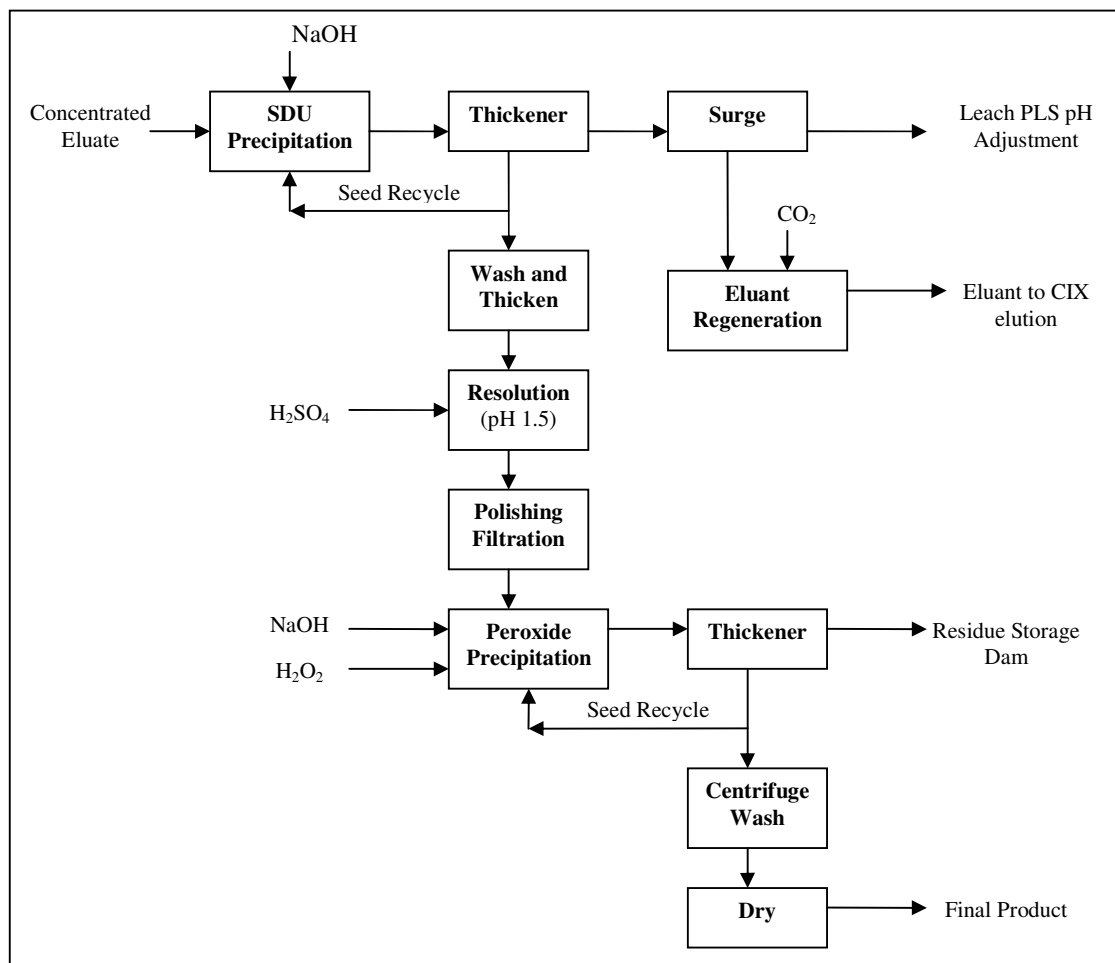 NaOH
Concentrated
Eluate
SDU
Precipitation
Thickener
Surge
Leach PLS pH
Adjustment
Seed Recycle
CO₂
Wash and
Thicken
Eluant
Regeneration
Eluant to CIX
elution
H₂SO₄
Resolution
(pH 1.5)
Polishing
Filtration
NaOH
H₂O₂
Peroxide
Precipitation
Thickener
Residue Storage
Dam
Seed Recycle
Centrifuge
Wash
Dry
Final Product